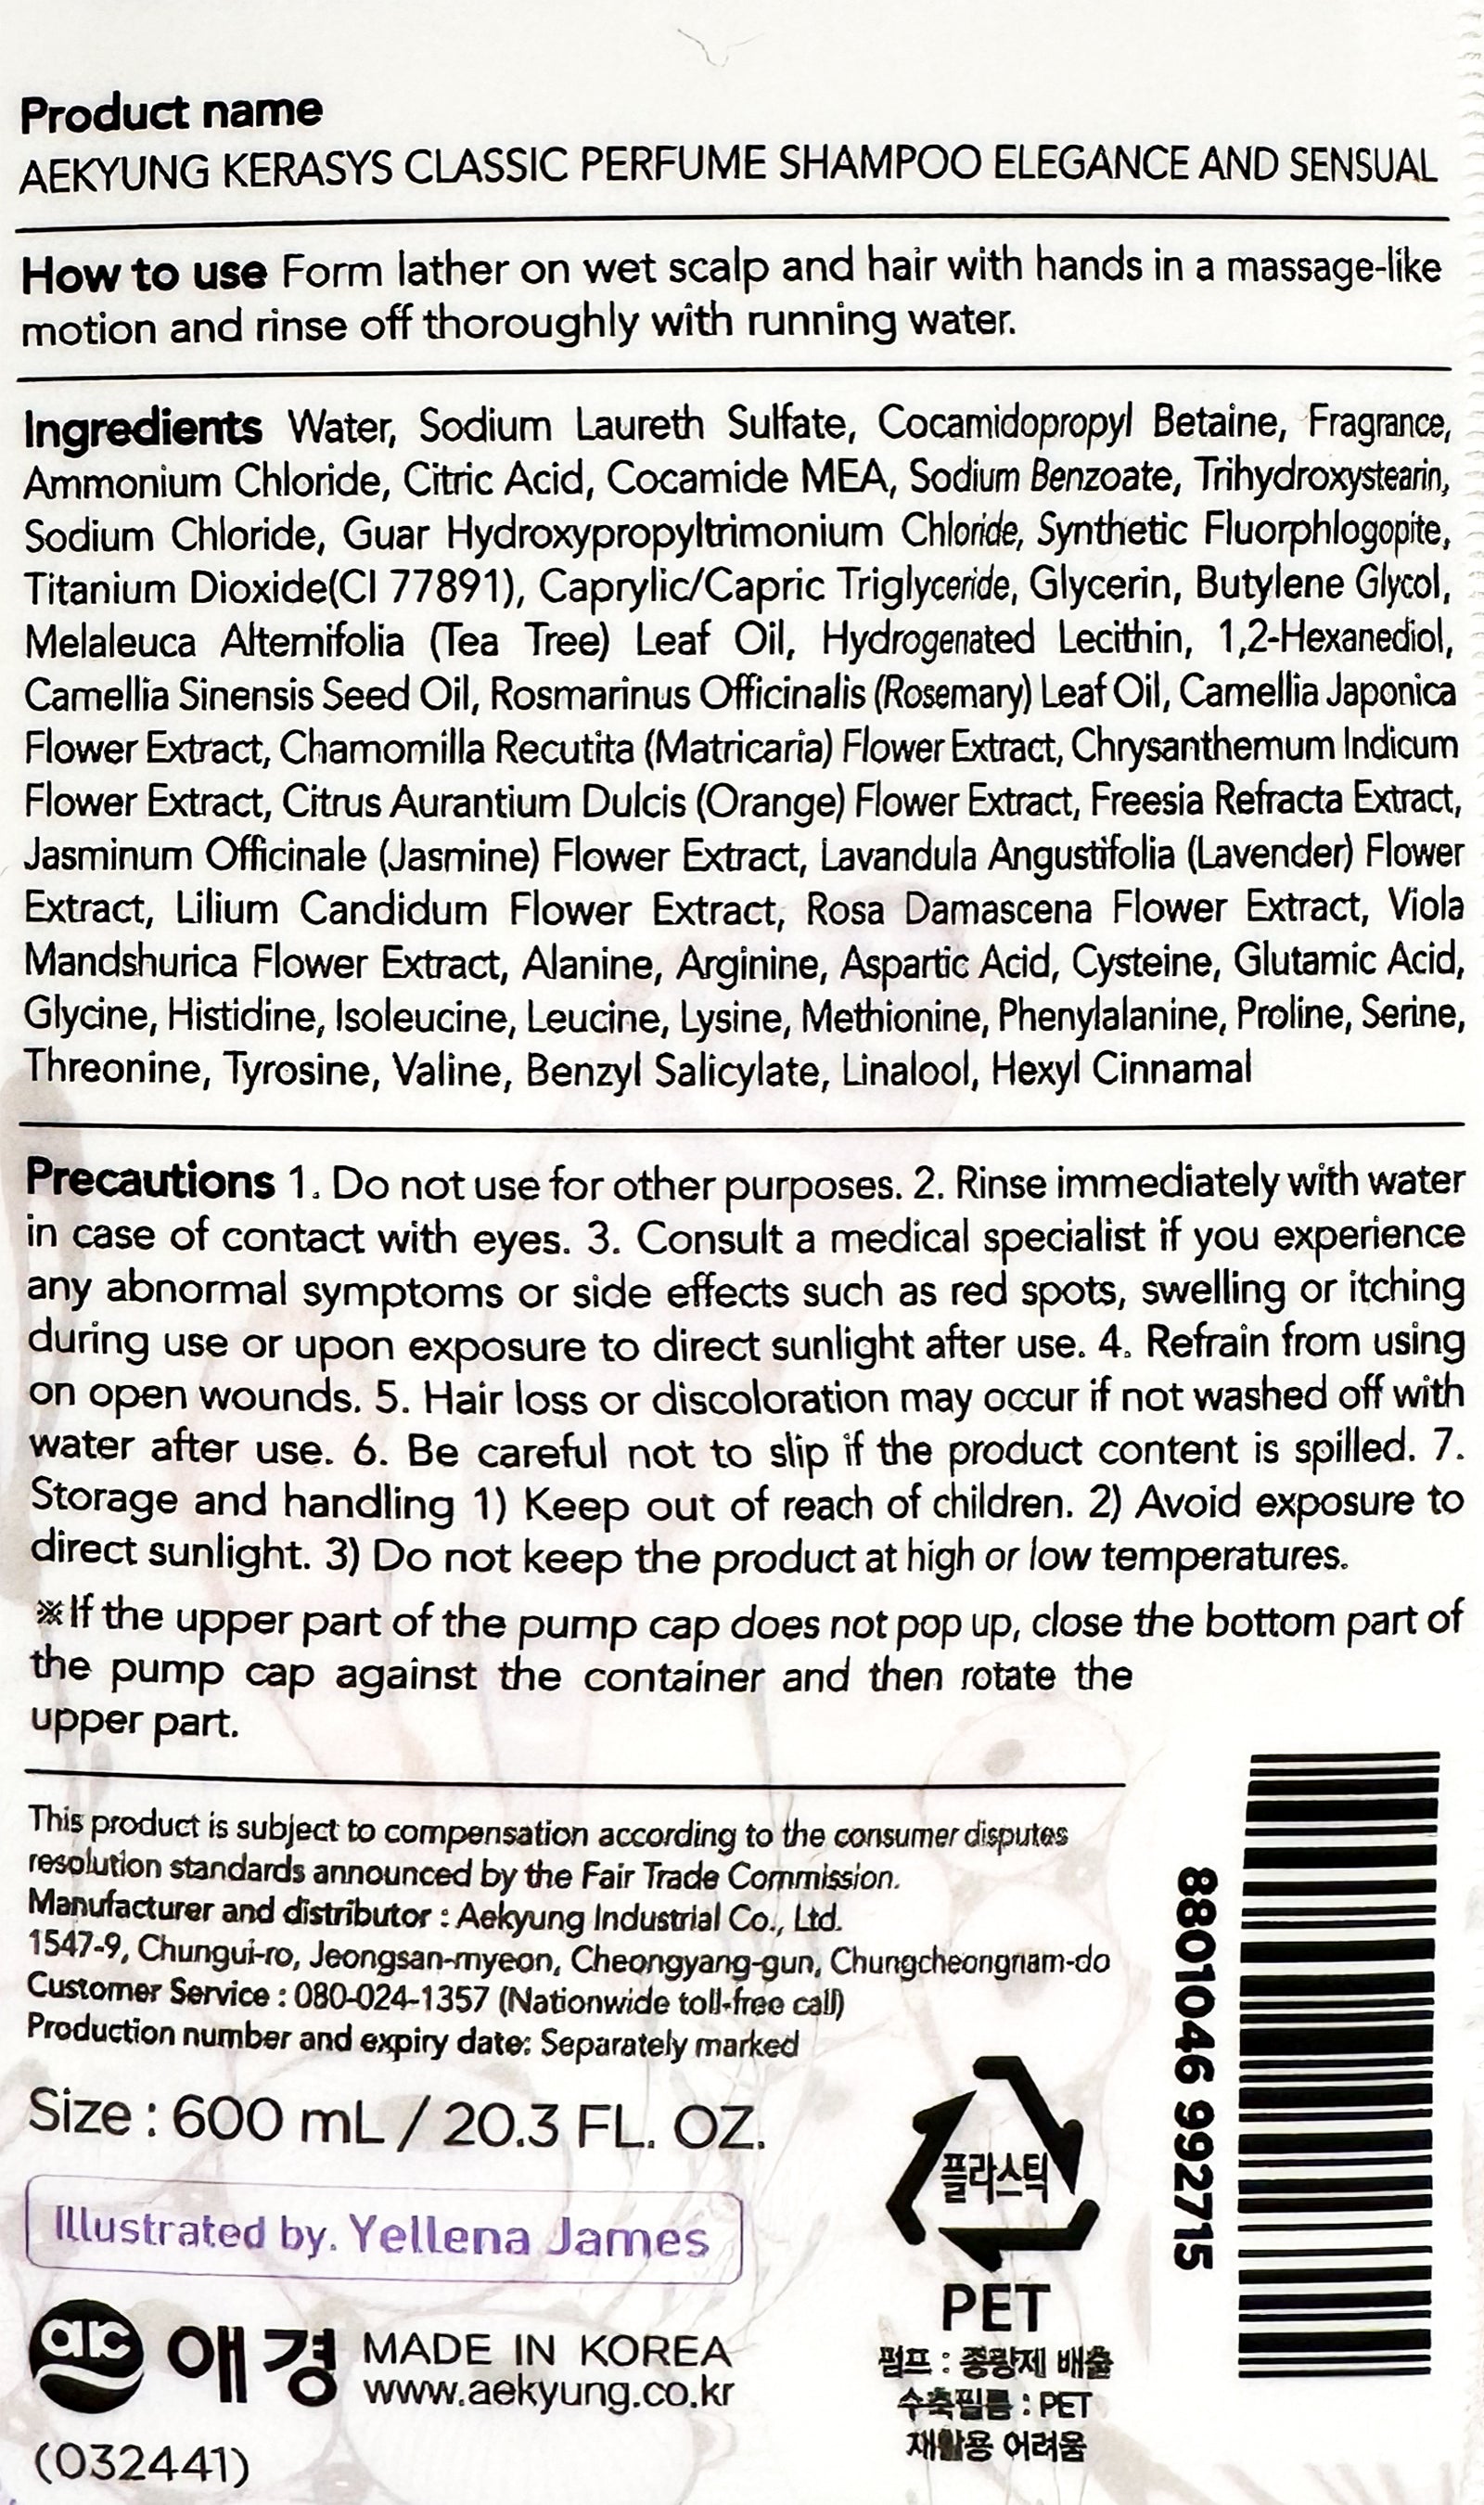 Product name
AEKYUNG KERASYS CLASSIC PERFUME SHAMPOO ELEGANCE AND SENSUAL
How to use Form lather on wet scalp and hair with hands in a massage-like
motion and rinse off thoroughly with running water.
Ingredients Water, Sodium Laureth Sulfate, Cocamidopropyl Betaine, Fragrance,
Ammonium Chloride, Citric Acid, Cocamide MEA, Sodium Benzoate, Trihydroxystearin,
Sodium Chloride, Guar Hydroxypropyltrimonium Chloride, Synthetic Fluorphlogopite,
Titanium Dioxide(CI 77891), Caprylic/Capric Triglyceride, Glycerin, Butylene Glycol,
Melaleuca Alternifolia (Tea Tree) Leaf Oil, Hydrogenated Lecithin, 1,2-Hexanediol,
Camellia Sinensis Seed Oil, Rosmarinus Officinalis (Rosemary) Leaf Oil, Camellia Japonica
Flower Extract, Chamomilla Recutita (Matricaria) Flower Extract, Chrysanthemum Indicum
Flower Extract, Citrus Aurantium Dulcis (Orange) Flower Extract, Freesia Refracta Extract,
Jasminum Officinale (Jasmine) Flower Extract, Lavandula Angustifolia (Lavender) Flower
Extract, Lilium Candidum Flower Extract, Rosa Damascena Flower Extract, Viola
Mandshurica Flower Extract, Alanine, Arginine, Aspartic Acid, Cysteine, Glutamic Acid,
Glycine, Histidine, Isoleucine, Leucine, Lysine, Methionine, Phenylalanine, Proline, Serine,
Threonine, Tyrosine, Valine, Benzyl Salicylate, Linalool, Hexyl Cinnamal
Precautions 1. Do not use for other purposes. 2. Rinse immediately with water
in case of contact with eyes. 3. Consult a medical specialist if you experience
any abnormal symptoms or side effects such as red spots, swelling or itching
during use or upon exposure to direct sunlight after use. 4. Refrain from using
on open wounds. 5. Hair loss or discoloration may occur if not washed off with
water after use. 6. Be careful not to slip if the product content is spilled. 7.
Storage and handling 1) Keep out of reach of children. 2) Avoid exposure to
direct sunlight. 3) Do not keep the product at high or low temperatures.
※If the upper part of the pump cap does not pop up, close the bottom part of
the pump cap against the container and then rotate the
upper part.
This product is subject to compensation according to the consumer disputes
resolution standards announced by the Fair Trade Commission.
Manufacturer and distributor : Aekyung Industrial Co., Ltd.
1547-9, Chungui-ro, Jeongsan-myeon, Cheongyang-gun, Chungcheongnam-do
Customer Service : 080-024-1357 (Nationwide toll-free call)
Production number and expiry date: Separately marked
Size : 600 mL / 20.3 FL. OZ.
Illustrated by. Yellena James
aic 애경 MADE IN KOREA
www.aekyung.co.kr
(032441)
플라스틱
PET
펌프 : 종량제 배출
수축필름 : PET
재활용 어려움
8801046 992715